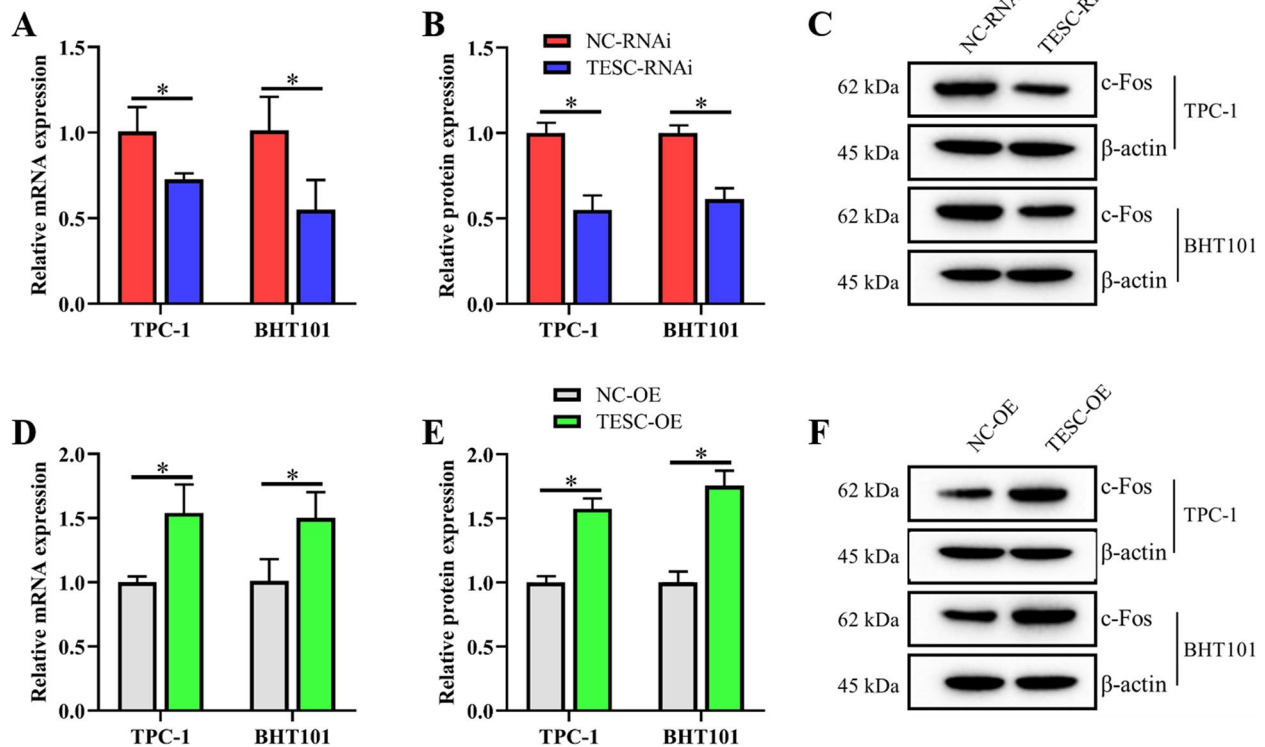 A
Relative mRNA expression
1.5
1.0
0.5
0.0
*
*
TPC-1
BHT101
B
NC-RNAi
TESC-RNAi
Relative protein expression
1.5
1.0
0.5
0.0
*
*
TPC-1
BHT101
C
62 kDa
c-Fos
45 kDa
β-actin
TPC-1
62 kDa
c-Fos
45 kDa
β-actin
BHT101
D
Relative mRNA expression
2.0
1.5
1.0
0.5
0.0
*
*
TPC-1
BHT101
NC-OE
TESC-OE
E
Relative protein expression
2.0
1.5
1.0
0.5
0.0
*
*
TPC-1
BHT101
F
NC-OE
TESC-OE
62 kDa
c-Fos
45 kDa
β-actin
TPC-1
62 kDa
c-Fos
45 kDa
β-actin
BHT101